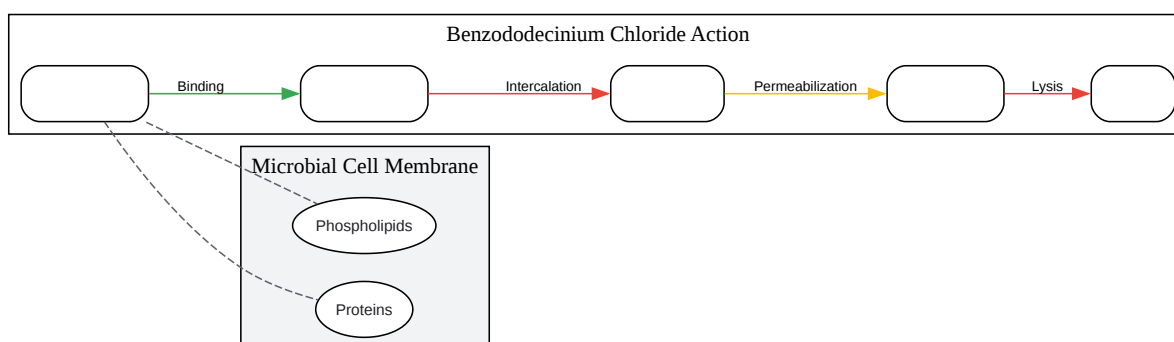 Benzododecinium Chloride Action
Binding
Intercalation
Permeabilization
Lysis
Microbial Cell Membrane
Phospholipids
Proteins